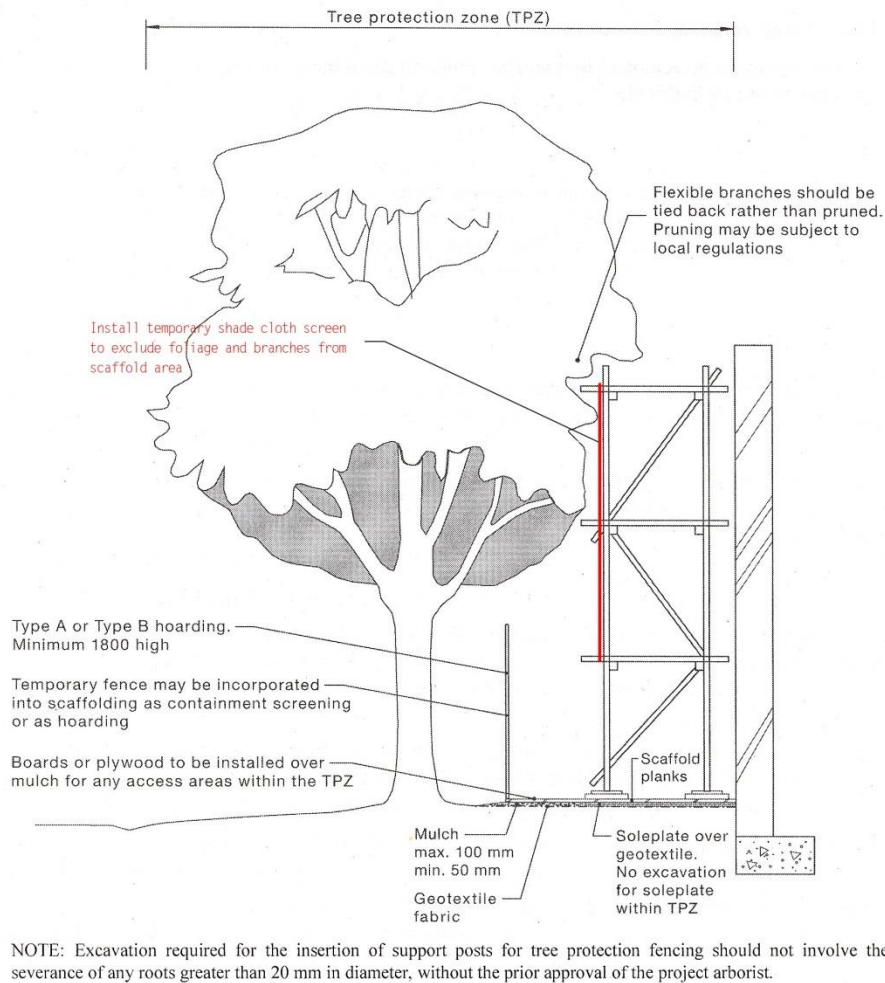 Tree protection zone (TPZ)
Flexible branches should be
tied back rather than pruned.
Pruning may be subject to
local regulations
Install temporary shade cloth screen
to exclude foliage and branches from
scaffold area
Type A or Type B hoarding.
Minimum 1800 high
Temporary fence may be incorporated
into scaffolding as containment screening
or as hoarding
Boards or plywood to be installed over
mulch for any access areas within the TPZ
Scaffold
planks
Mulch
max. 100 mm
min. 50 mm
Geotextile
fabric
Soleplate over
geotextile.
No excavation
for soleplate
within TPZ
NOTE: Excavation required for the insertion of support posts for tree protection fencing should not involve the
severance of any roots greater than 20 mm in diameter, without the prior approval of the project arborist.